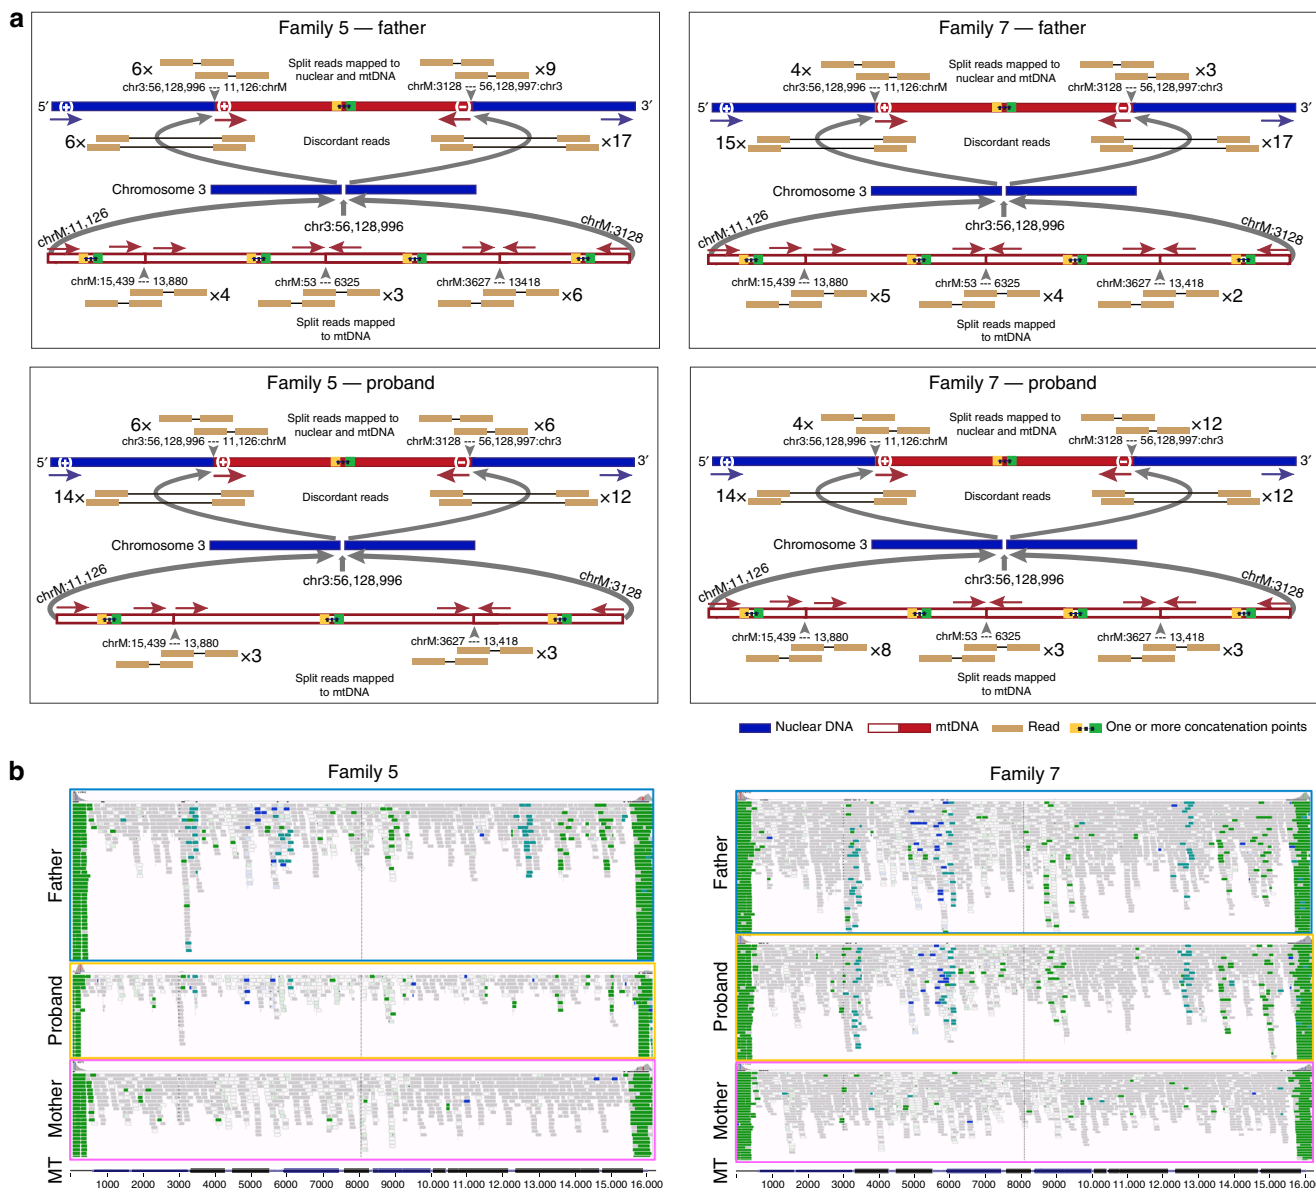 a
Family 5 — father
6×
Split reads mapped to
nuclear and mtDNA
×9
chr3:56,128,996 --- 11,126:chrM
chrM:3128 --- 56,128,997:chr3
5′
+
+
−
3′
6×
Discordant reads
×17
Chromosome 3
chr3:56,128,996
chrM:11,126
chrM:3128
chrM:15,439 --- 13,880
chrM:53 --- 6325
chrM:3627 --- 13418
×4
×3
×6
Split reads mapped
to mtDNA
Family 7 — father
4×
Split reads mapped to
nuclear and mtDNA
×3
chr3:56,128,996 --- 11,126:chrM
chrM:3128 --- 56,128,997:chr3
5′
+
+
−
3′
15×
Discordant reads
×17
Chromosome 3
chr3:56,128,996
chrM:11,126
chrM:3128
chrM:15,439 --- 13,880
chrM:53 --- 6325
chrM:3627 --- 13,418
×5
×4
×2
Split reads mapped
to mtDNA
Family 5 — proband
6×
Split reads mapped to
nuclear and mtDNA
×6
chr3:56,128,996 --- 11,126:chrM
chrM:3128 --- 56,128,997:chr3
5′
+
+
−
3′
14×
Discordant reads
×12
Chromosome 3
chr3:56,128,996
chrM:11,126
chrM:3128
chrM:15,439 --- 13,880
chrM:3627 --- 13,418
×3
×3
Split reads mapped
to mtDNA
Family 7 — proband
4×
Split reads mapped to
nuclear and mtDNA
×12
chr3:56,128,996 --- 11,126:chrM
chrM:3128 --- 56,128,997:chr3
5′
+
+
−
3′
14×
Discordant reads
×12
Chromosome 3
chr3:56,128,996
chrM:11,126
chrM:3128
chrM:15,439 --- 13,880
chrM:53 --- 6325
chrM:3627 --- 13,418
×8
×3
×3
Split reads mapped
to mtDNA
Nuclear DNA
mtDNA
Read
One or more concatenation points
b
Family 5
Father
Proband
Mother
MT
1000 2000 3000 4000 5000 6000 7000 8000 9000 10.000 11.000 12.000 13.000 14.000 15.000 16.000
Family 7
Father
Proband
Mother
MT
1000 2000 3000 4000 5000 6000 7000 8000 9000 10.000 11.000 12.000 13.000 14.000 15.000 16.000